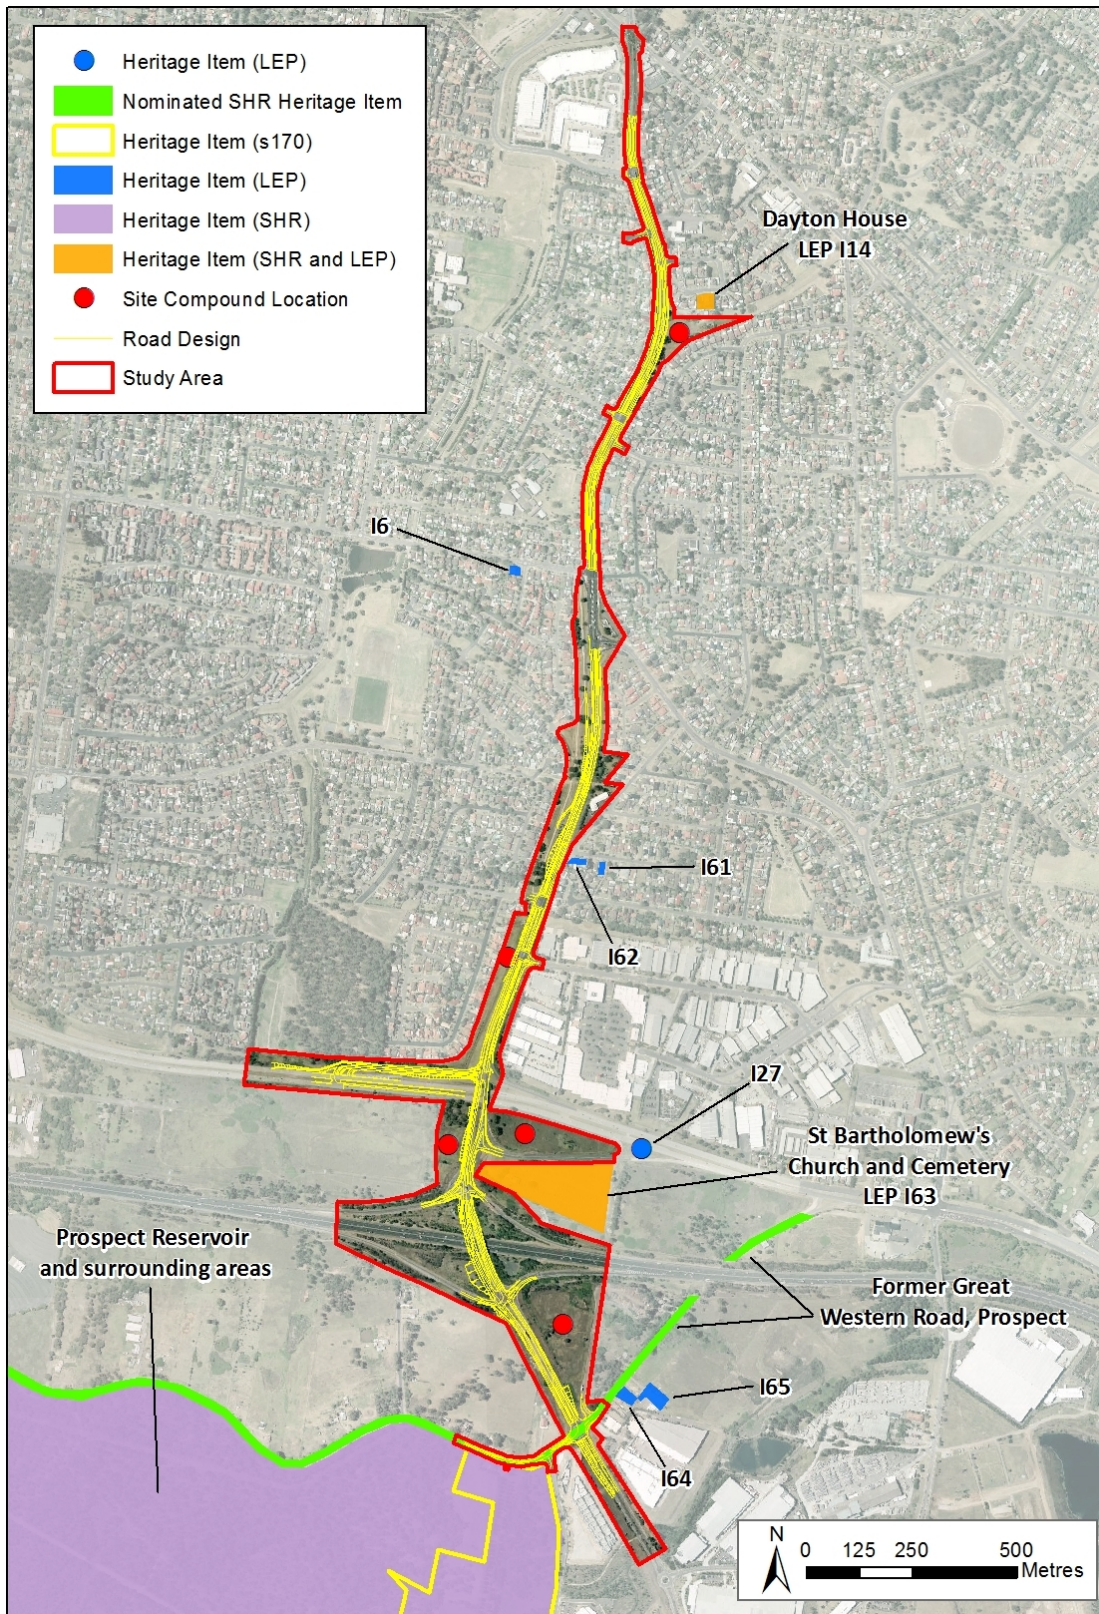 Heritage Item (LEP)
Nominated SHR Heritage Item
Heritage Item (s170)
Heritage Item (LEP)
Heritage Item (SHR)
Heritage Item (SHR and LEP)
Site Compound Location
Road Design
Study Area
Dayton House
LEP I14
I6
I61
I62
I27
St Bartholomew's
Church and Cemetery
LEP I63
Prospect Reservoir
and surrounding areas
Former Great
Western Road, Prospect
I65
I64
N
0 125 250 500
Metres